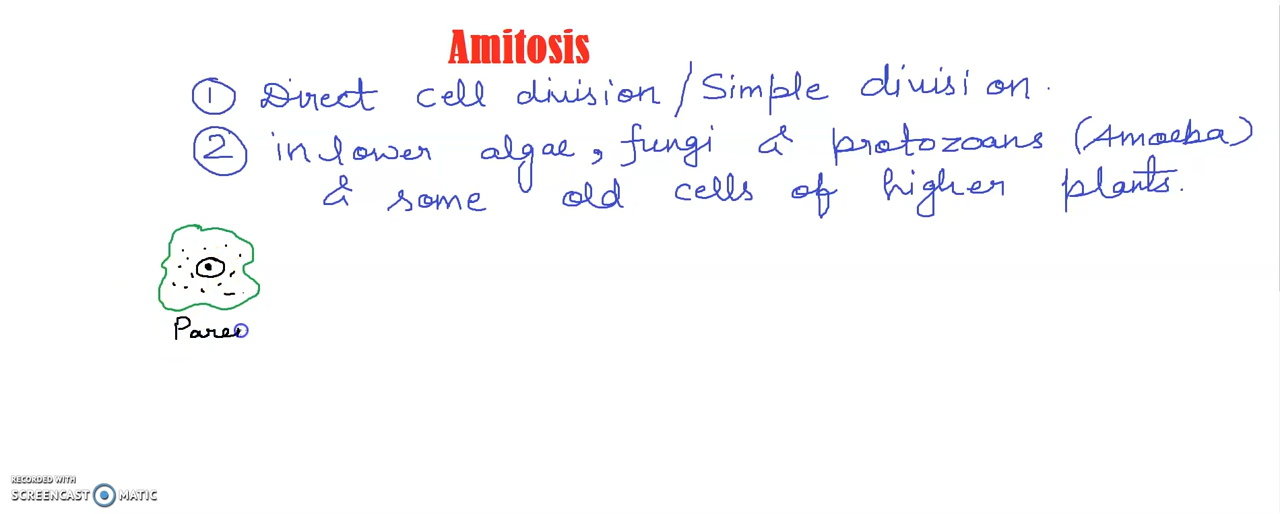 Amitosis
① Direct cell division / Simple division.
② in lower algae, fungi & protozoans (Amoeba)
& some old cells of higher plants.
Pare
RECORDED WITH
SCREENCAST MATIC